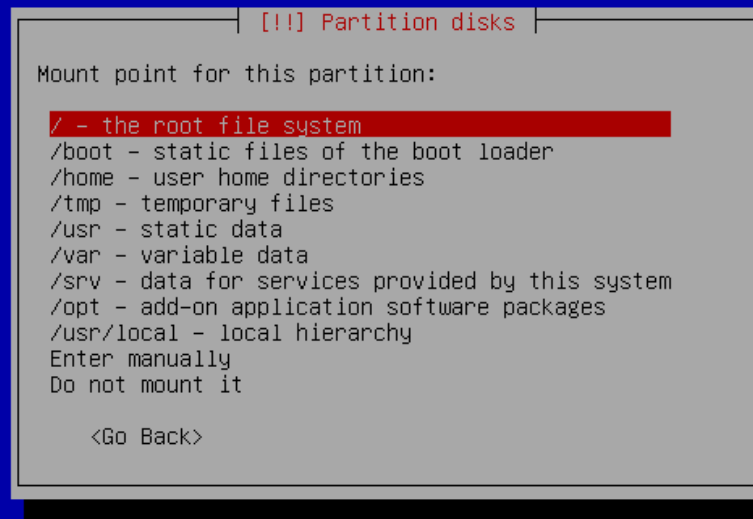 [!!] Partition disks
Mount point for this partition:
/ – the root file system
/boot – static files of the boot loader
/home – user home directories
/tmp – temporary files
/usr – static data
/var – variable data
/srv – data for services provided by this system
/opt – add–on application software packages
/usr/local – local hierarchy
Enter manually
Do not mount it
<Go Back>